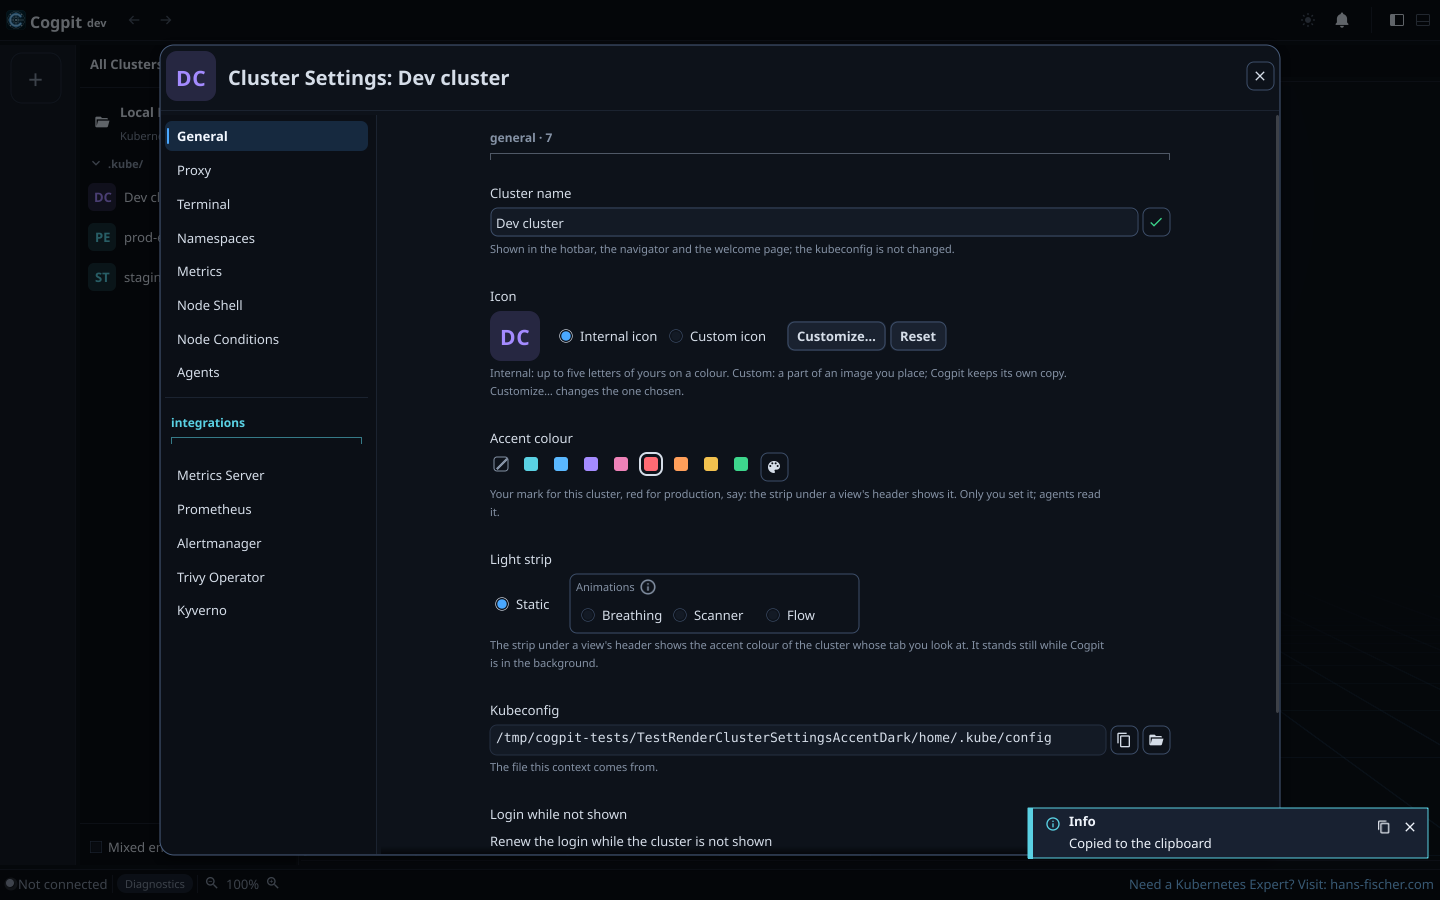 Cogpit dev
All Clusters
Local
Kubern
.kube/
DC Dev cl
PE prod-e
ST stagin
Mixed en
DC Cluster Settings: Dev cluster
General
Proxy
Terminal
Namespaces
Metrics
Node Shell
Node Conditions
Agents
integrations
Metrics Server
Prometheus
Alertmanager
Trivy Operator
Kyverno
general · 7
Cluster name
Dev cluster
Shown in the hotbar, the navigator and the welcome page; the kubeconfig is not changed.
Icon
DC Internal icon Custom icon Customize... Reset
Internal: up to five letters of yours on a colour. Custom: a part of an image you place; Cogpit keeps its own copy.
Customize... changes the one chosen.
Accent colour
Your mark for this cluster, red for production, say: the strip under a view's header shows it. Only you set it; agents read
it.
Light strip
Animations
Static Breathing Scanner Flow
The strip under a view's header shows the accent colour of the cluster whose tab you look at. It stands still while Cogpit
is in the background.
Kubeconfig
/tmp/cogpit-tests/TestRenderClusterSettingsAccentDark/home/.kube/config
The file this context comes from.
Login while not shown
Renew the login while the cluster is not shown
Info
Copied to the clipboard
Not connected Diagnostics 100% Need a Kubernetes Expert? Visit: hans-fischer.com